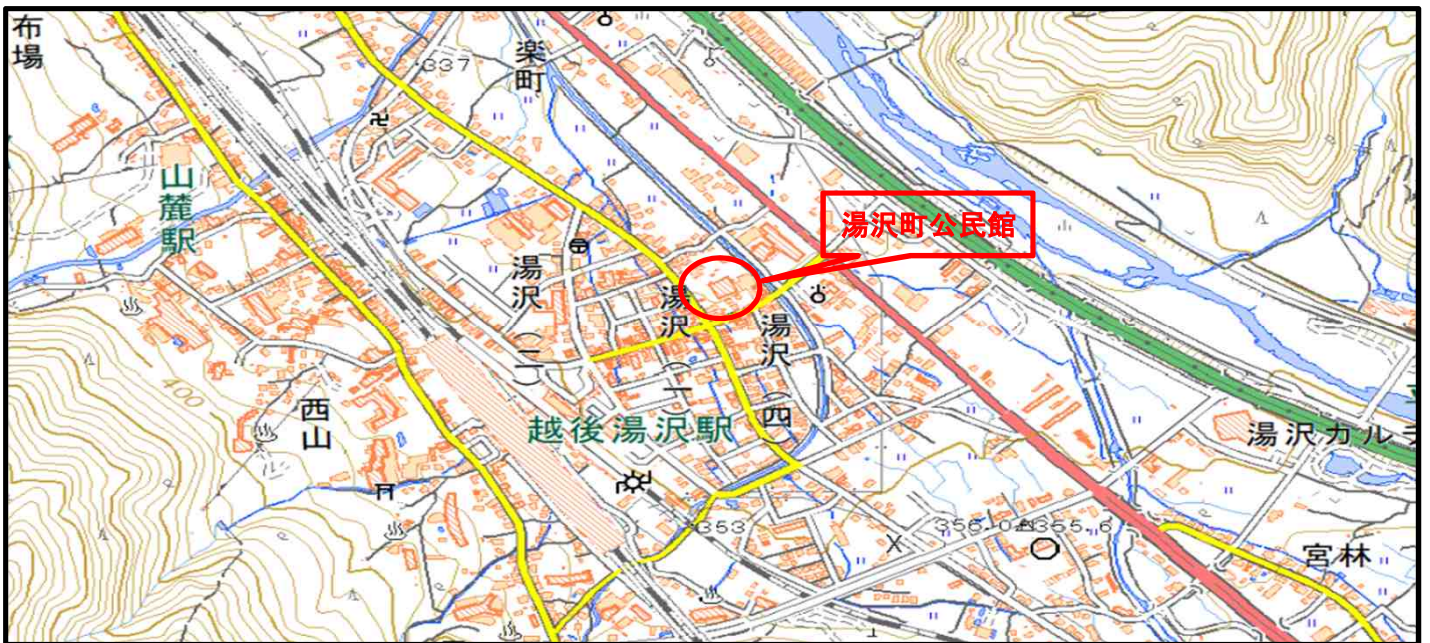 布場
楽町
337
山麓駅
湯沢町公民館
湯沢(二)
湯沢(一)
湯沢(四)
400
西山
越後湯沢駅
湯沢カルチ
353
356.0
355.6
宮林